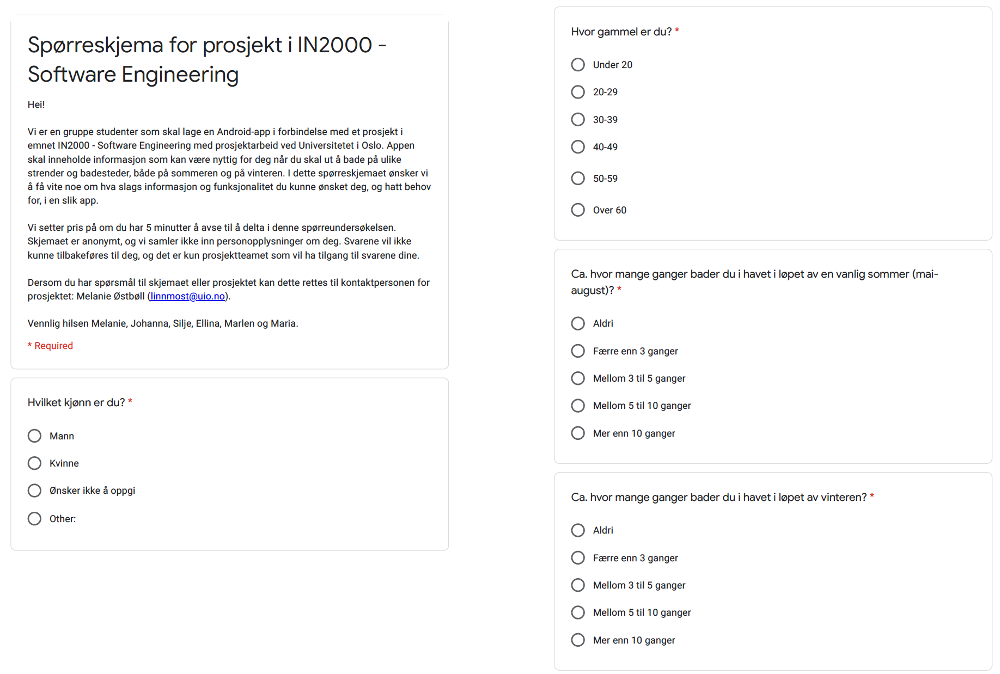 Spørreskjema for prosjekt i IN2000 -
Software Engineering
Hei!
Vi er en gruppe studenter som skal lage en Android-app i forbindelse med et prosjekt i
emnet IN2000 - Software Engineering med prosjektarbeid ved Universitetet i Oslo. Appen
skal inneholde informasjon som kan være nyttig for deg når du skal ut å bade på ulike
strender og badesteder, både på sommeren og på vinteren. I dette spørreskjemaet ønsker vi
å få vite noe om hva slags informasjon og funksjonalitet du kunne ønsket deg, og hatt behov
for, i en slik app.
Vi setter pris på om du har 5 minutter å avse til å delta i denne spørreundersøkelsen.
Skjemaet er anonymt, og vi samler ikke inn personopplysninger om deg. Svarene vil ikke
kunne tilbakeføres til deg, og det er kun prosjektteamet som vil ha tilgang til svarene dine.
Dersom du har spørsmål til skjemaet eller prosjektet kan dette rettes til kontaktpersonen for
prosjektet: Melanie Østbøll (linnmost@uio.no).
Vennlig hilsen Melanie, Johanna, Silje, Ellina, Marlen og Maria.
* Required
Hvilket kjønn er du? *
Mann
Kvinne
Ønsker ikke å oppgi
Other:
Hvor gammel er du? *
Under 20
20-29
30-39
40-49
50-59
Over 60
Ca. hvor mange ganger bader du i havet i løpet av en vanlig sommer (mai-
august)? *
Aldri
Færre enn 3 ganger
Mellom 3 til 5 ganger
Mellom 5 til 10 ganger
Mer enn 10 ganger
Ca. hvor mange ganger bader du i havet i løpet av vinteren? *
Aldri
Færre enn 3 ganger
Mellom 3 til 5 ganger
Mellom 5 til 10 ganger
Mer enn 10 ganger